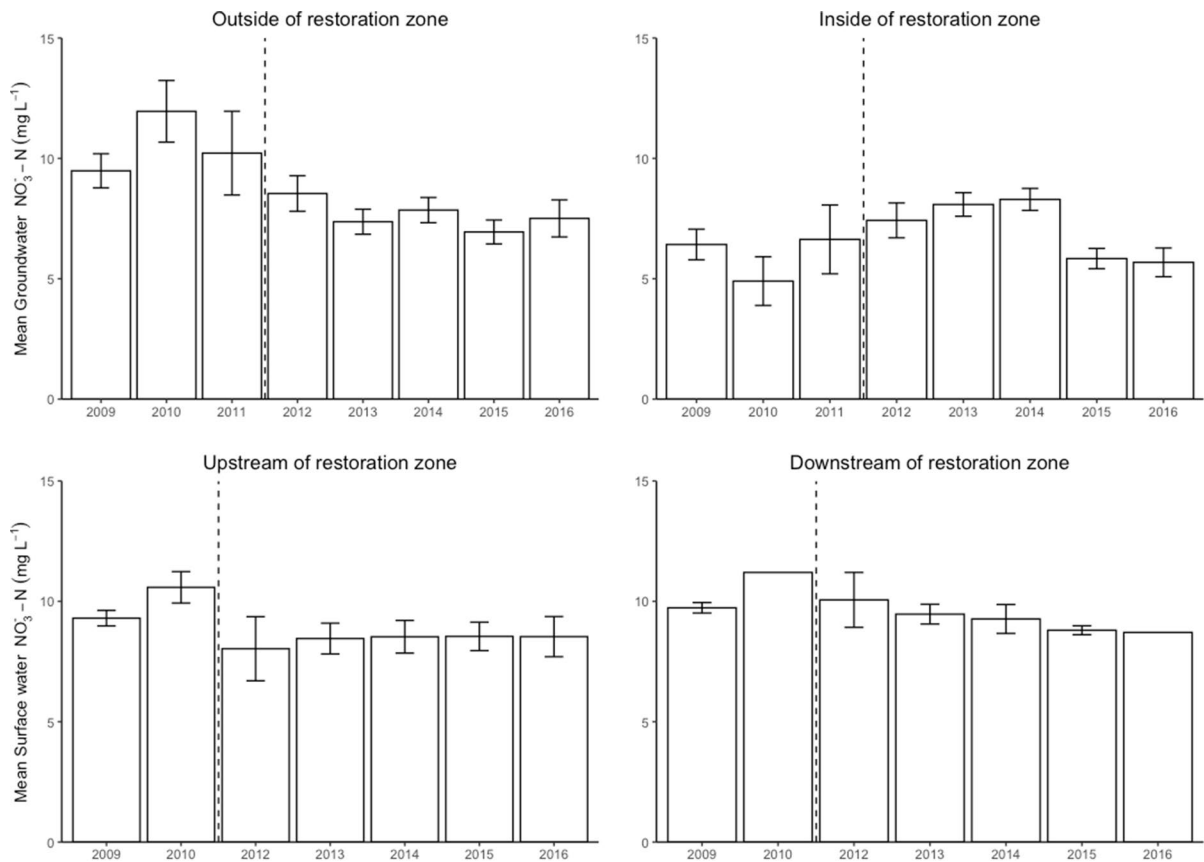 Outside of restoration zone
Inside of restoration zone
Mean Groundwater NO₃⁻ – N (mg L⁻¹)
15
10
5
0
2009 2010 2011 2012 2013 2014 2015 2016
15
10
5
0
2009 2010 2011 2012 2013 2014 2015 2016
Upstream of restoration zone
Downstream of restoration zone
Mean Surface water NO₃⁻ – N (mg L⁻¹)
15
10
5
0
2009 2010 2012 2013 2014 2015 2016
15
10
5
0
2009 2010 2012 2013 2014 2015 2016